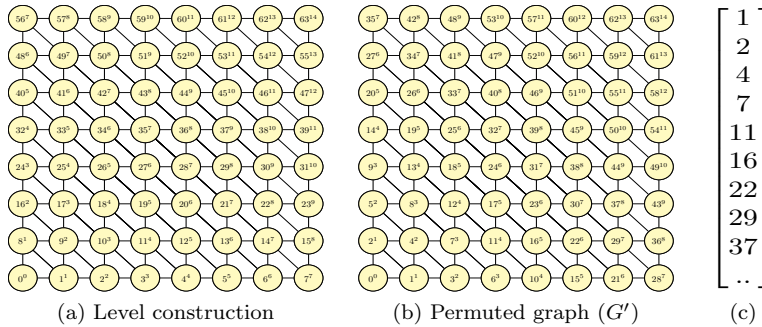 56⁷ 57⁸ 58⁹ 59¹⁰ 60¹¹ 61¹² 62¹³ 63¹⁴
48⁶ 49⁷ 50⁸ 51⁹ 52¹⁰ 53¹¹ 54¹² 55¹³
40⁵ 41⁶ 42⁷ 43⁸ 44⁹ 45¹⁰ 46¹¹ 47¹²
32⁴ 33⁵ 34⁶ 35⁷ 36⁸ 37⁹ 38¹⁰ 39¹¹
24³ 25⁴ 26⁵ 27⁶ 28⁷ 29⁸ 30⁹ 31¹⁰
16² 17³ 18⁴ 19⁵ 20⁶ 21⁷ 22⁸ 23⁹
8¹ 9² 10³ 11⁴ 12⁵ 13⁶ 14⁷ 15⁸
0⁰ 1¹ 2² 3³ 4⁴ 5⁵ 6⁶ 7⁷
(a) Level construction
35⁷ 42⁸ 48⁹ 53¹⁰ 57¹¹ 60¹² 62¹³ 63¹⁴
27⁶ 34⁷ 41⁸ 47⁹ 52¹⁰ 56¹¹ 59¹² 61¹³
20⁵ 26⁶ 33⁷ 40⁸ 46⁹ 51¹⁰ 55¹¹ 58¹²
14⁴ 19⁵ 25⁶ 32⁷ 39⁸ 45⁹ 50¹⁰ 54¹¹
9³ 13⁴ 18⁵ 24⁶ 31⁷ 38⁸ 44⁹ 49¹⁰
5² 8³ 12⁴ 17⁵ 23⁶ 30⁷ 37⁸ 43⁹
2¹ 4² 7³ 11⁴ 16⁵ 22⁶ 29⁷ 36⁸
0⁰ 1¹ 3² 6³ 10⁴ 15⁵ 21⁶ 28⁷
(b) Permuted graph (G′)
1
2
4
7
11
16
22
29
37
..
(c)